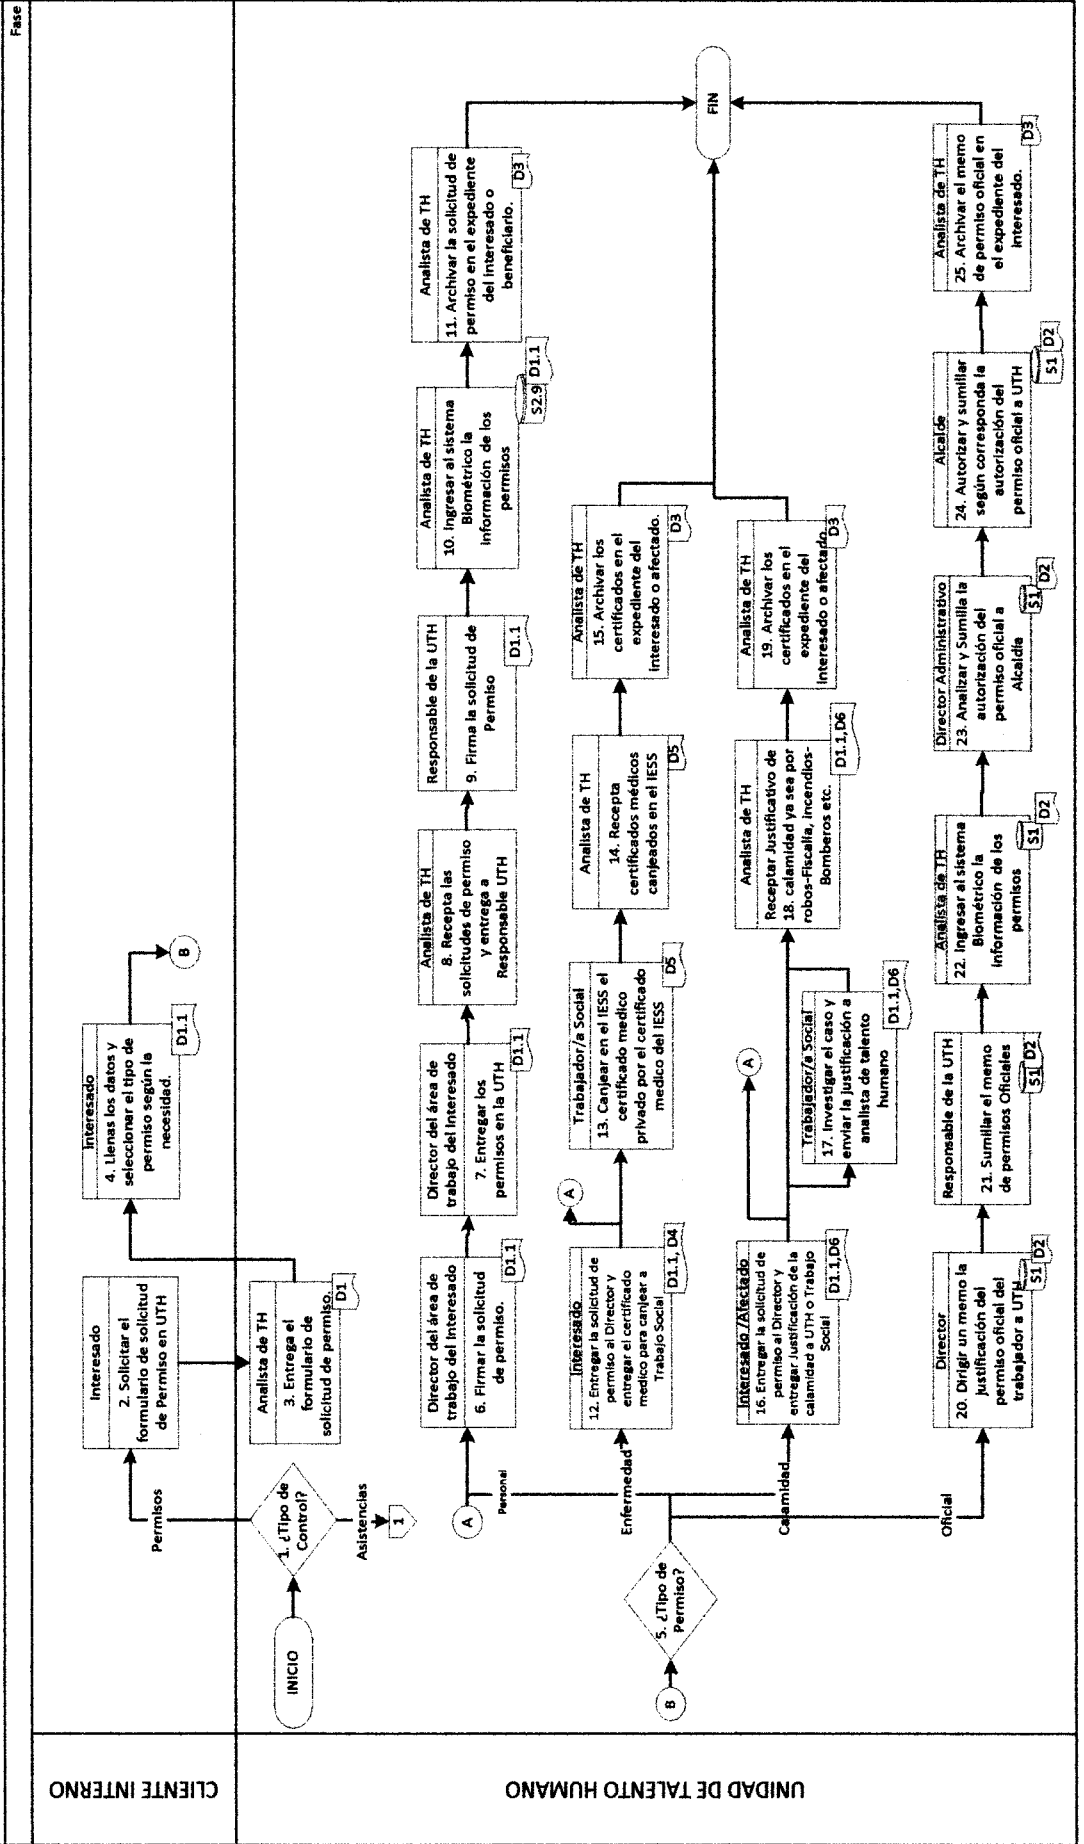 Fase
CLIENTE INTERNO
Interesado
2. Solicitar el
formulario de solicitud
de Permiso en UTH
Interesado
4. Llenas los datos y
seleccionar el tipo de
permiso según la
necesidad.
D1.1
B
Permisos
UNIDAD DE TALENTO HUMANO
INICIO
1. ¿Tipo de
Control?
Asistencias
1
Analista de TH
3. Entrega el
formulario de
solicitud de permiso.
D1
B
5. ¿Tipo de
Permiso?
A
Personal
Director del área de
trabajo del Interesado
6. Firmar la solicitud
de permiso.
D1.1
Director del área de
trabajo del Interesado
7. Entregar los
permisos en la UTH
D1.1
Analista de TH
8. Recepta las
solicitudes de permiso
y entrega a
Responsable UTH
Responsable de la UTH
9. Firma la solicitud de
Permiso
D1.1
Analista de TH
10. Ingresar al sistema
Biométrico la
información de los
permisos
S2.9
D1.1
Analista de TH
11. Archivar la solicitud de
permiso en el expediente
del interesado o
beneficiario.
D3
Enfermedad
Interesado
12. Entregar la solicitud de
permiso al Director y
entregar el certificado
medico para canjear a
Trabajo Social
D1.1, D4
A
Trabajador/a Social
13. Canjear en el IESS el
certificado medico
privado por el certificado
medico del IESS
D5
Analista de TH
14. Recepta
certificados médicos
canjeados en el IESS
D5
Analista de TH
15. Archivar los
certificados en el
expediente del
interesado o afectado.
D3
FIN
Calamidad
Interesado /Afectado
16. Entregar la solicitud de
permiso al Director y
entregar Justificación de la
calamidad a UTH o Trabajo
Social
D1.1,D6
A
Trabajador/a Social
17. Investigar el caso y
enviar la justificación a
analista de talento
humano
D1.1,D6
Analista de TH
Receptar Justificativo de
18. calamidad ya sea por
robos-Fiscalía, incendios-
Bomberos etc.
D1.1,D6
Analista de TH
19. Archivar los
certificados en el
expediente del
interesado o afectado.
D3
Oficial
Director
20. Dirigir un memo la
justificación del
permiso oficial del
trabajador a UTH
S1
D2
Responsable de la UTH
21. Sumillar el memo
de permisos Oficiales
S1
D2
Analista de TH
22. Ingresar al sistema
Biométrico la
información de los
permisos
S1
D2
Director Administrativo
23. Analizar y Sumilla la
autorización del
permiso oficial a
Alcaldía
S1
D2
Alcalde
24. Autorizar y sumillar
según corresponda la
autorización del
permiso oficial a UTH
S1
D2
Analista de TH
25. Archivar el memo
de permiso oficial en
el expediente del
interesado.
D3